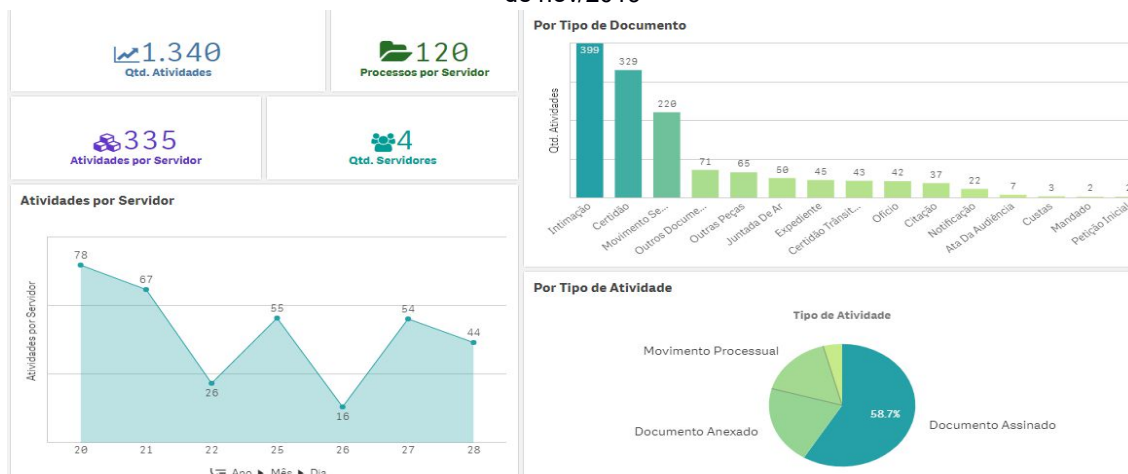 1.340
Qtd. Atividades
120
Processos por Servidor
335
Atividades por Servidor
4
Qtd. Servidores
Atividades por Servidor
Atividades por Servidor
78
67
26
55
16
54
44
20 21 22 25 26 27 28
Ano ▶ Mês ▶ Dia
Por Tipo de Documento
Qtd. Atividades
399
329
220
71
65
50
45
43
42
37
22
7
3
2
Intimação
Certidão
Movimento Se...
Outros Docume...
Outras Peças
Juntada De Ar
Expediente
Certidão Trânsit...
Oficio
Citação
Notificação
Ata Da Audiência
Custas
Mandado
Petição Inicial
Por Tipo de Atividade
Tipo de Atividade
Movimento Processual
58.7%
Documento Assinado
Documento Anexado